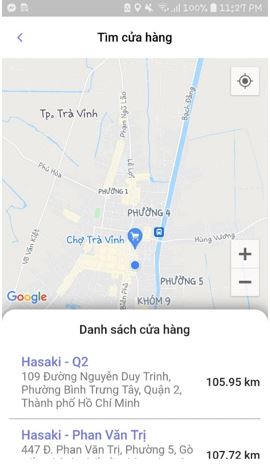 100% 11:27 PM
Tìm cửa hàng
Tp. Trà Vinh
Phạm Ngũ Lão
Bạch Đằng
Lê Lợi
Phú Hòa
PHƯỜNG 1
PHƯỜNG 4
Chợ Trà Vinh
Hùng Vương
Võ Văn Kiệt
PHƯỜNG 5
Điện Biên Phủ
KHÓM 9
Google
Danh sách cửa hàng
Hasaki - Q2
109 Đường Nguyễn Duy Trinh,
Phường Bình Trưng Tây, Quận 2,
Thành phố Hồ Chí Minh
105.95 km
Hasaki - Phan Văn Trị
447 Đ. Phan Văn Trị, Phường 5, Gò
107.72 km